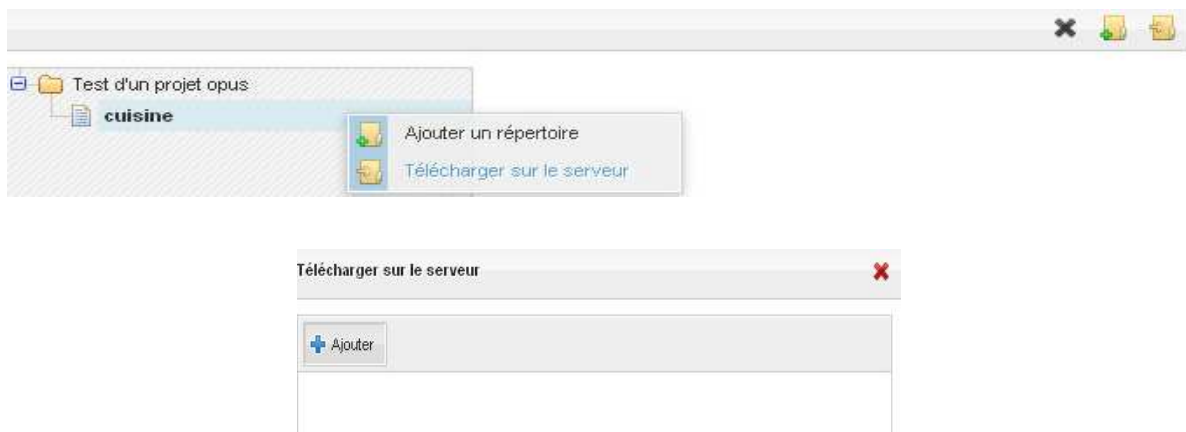 Test d'un projet opus
cuisine
Ajouter un répertoire
Télécharger sur le serveur
Télécharger sur le serveur
Ajouter